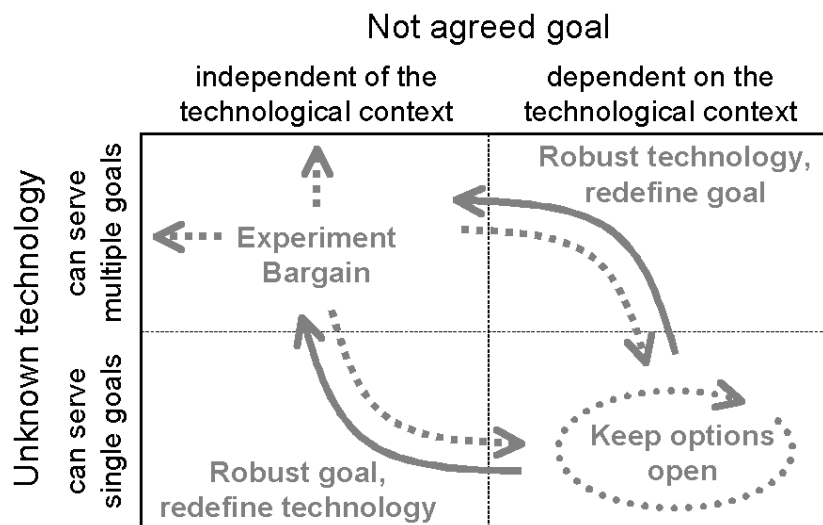 Not agreed goal
independent of the
technological context
dependent on the
technological context
Unknown technology
can serve
multiple goals
can serve
single goals
Experiment
Bargain
Robust technology,
redefine goal
Robust goal,
redefine technology
Keep options
open